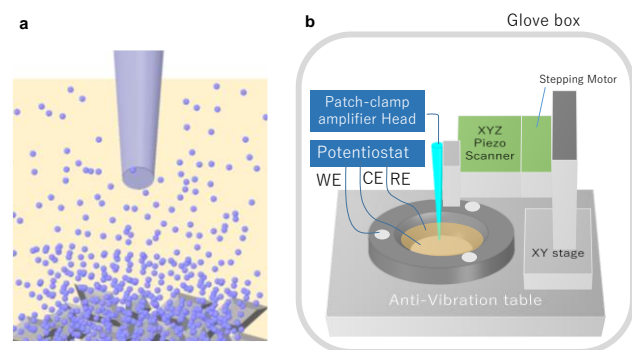 a
b
Glove box
Stepping Motor
Patch-clamp
amplifier Head
XYZ
Piezo
Scanner
Potentiostat
WE
CE
RE
XY stage
Anti-Vibration table